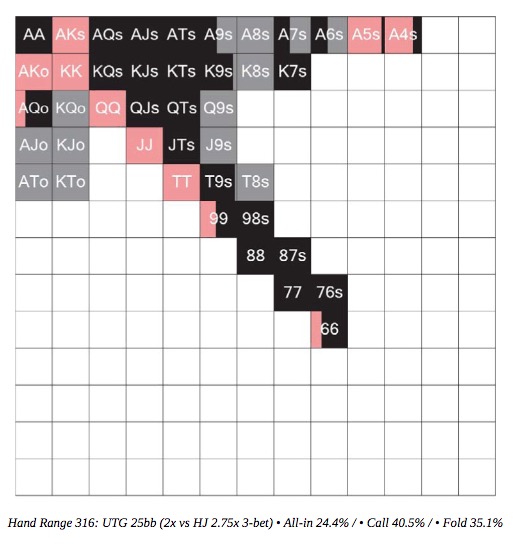 AA AKs AQs AJs ATs A9s A8s A7s A6s A5s A4s
AKo KK KQs KJs KTs K9s K8s K7s
AQo KQo QQ QJs QTs Q9s
AJo KJo JJ JTs J9s
ATo KTo TT T9s T8s
99 98s
88 87s
77 76s
66
Hand Range 316: UTG 25bb (2x vs HJ 2.75x 3-bet) • All-in 24.4% / • Call 40.5% / • Fold 35.1%